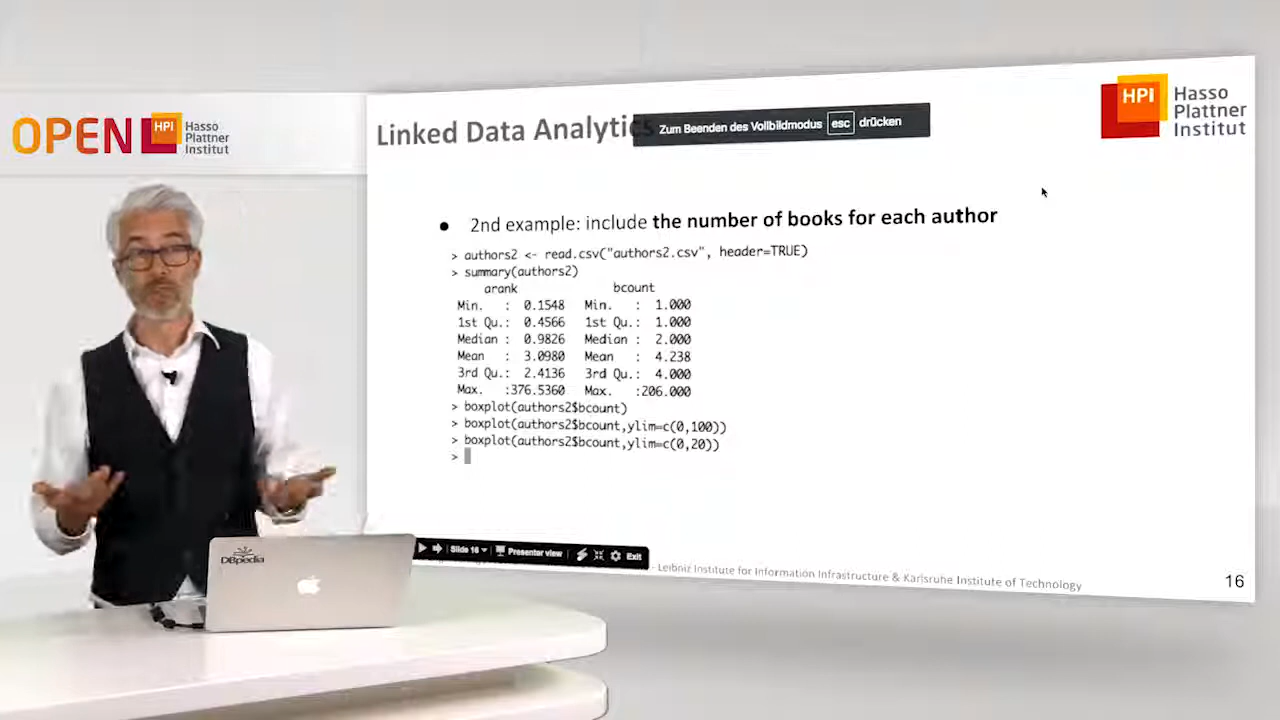 OPEN HPI Hasso
Plattner
Institut
Linked Data Analytics
Zum Beenden des Vollbildmodus esc drücken
HPI Hasso
Plattner
Institut
● 2nd example: include the number of books for each author
> authors2 <- read.csv("authors2.csv", header=TRUE)
> summary(authors2)
arank bcount
Min. : 0.1548 Min. : 1.000
1st Qu.: 0.4566 1st Qu.: 1.000
Median : 0.9826 Median : 2.000
Mean : 3.0980 Mean : 4.238
3rd Qu.: 2.4136 3rd Qu.: 4.000
Max. :376.5360 Max. :206.000
> boxplot(authors2$bcount)
> boxplot(authors2$bcount,ylim=c(0,100))
> boxplot(authors2$bcount,ylim=c(0,20))
>
Slide 16 Presenter view Exit
- Leibniz Institute for Information Infrastructure & Karlsruhe Institute of Technology
16
DBpedia